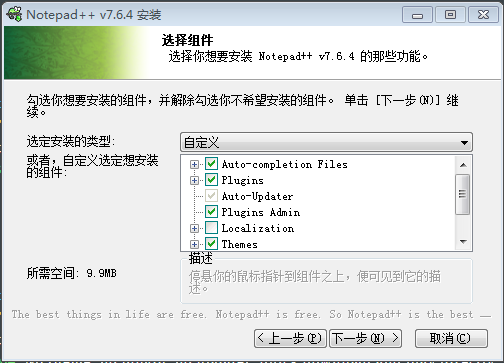 Notepad++ v7.6.4 安装
选择组件
选择你想要安装 Notepad++ v7.6.4 的那些功能。
勾选你想要安装的组件，并解除勾选你不希望安装的组件。 单击 [下一步(N)] 继
续。
选定安装的类型:
自定义
或者，自定义选定想安装
的组件:
Auto-completion Files
Plugins
Auto-Updater
Plugins Admin
Localization
Themes
所需空间: 9.9MB
描述
停悬你的鼠标指针到组件之上，便可见到它的描
述。
The best things in life are free. Notepad++ is free. So Notepad++ is the best
< 上一步(P)
下一步(N) >
取消(C)